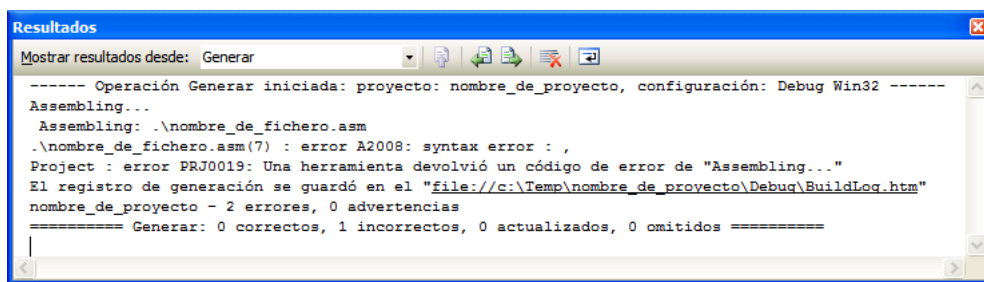 Resultados
Mostrar resultados desde: Generar
------ Operación Generar iniciada: proyecto: nombre_de_proyecto, configuración: Debug Win32 ------
Assembling...
Assembling: .\nombre_de_fichero.asm
.\nombre_de_fichero.asm(7) : error A2008: syntax error : ,
Project : error PRJ0019: Una herramienta devolvió un código de error de "Assembling..."
El registro de generación se guardó en el "file://c:\Temp\nombre_de_proyecto\Debug\BuildLog.htm"
nombre_de_proyecto - 2 errores, 0 advertencias
========== Generar: 0 correctos, 1 incorrectos, 0 actualizados, 0 omitidos ==========